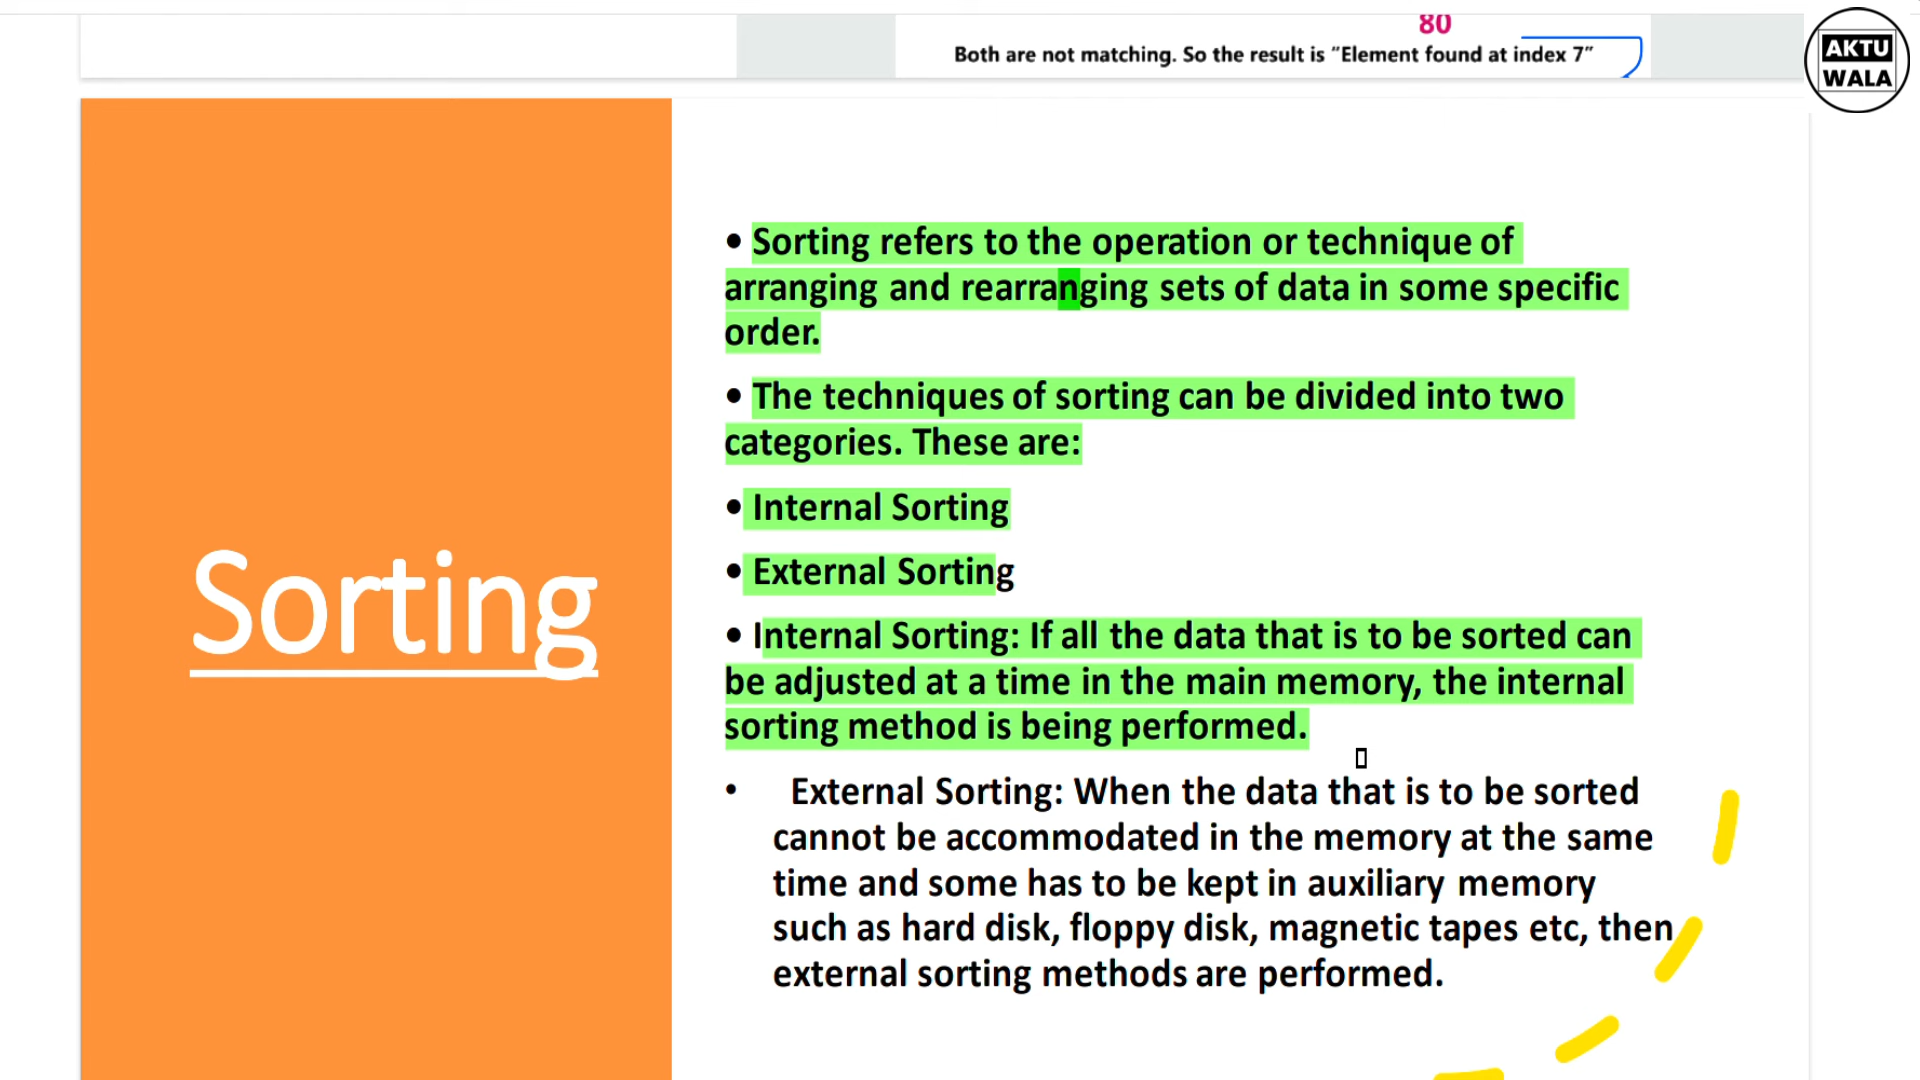 80
Both are not matching. So the result is "Element found at index 7"
AKTU
WALA
Sorting
• Sorting refers to the operation or technique of
arranging and rearranging sets of data in some specific
order.
• The techniques of sorting can be divided into two
categories. These are:
• Internal Sorting
• External Sorting
• Internal Sorting: If all the data that is to be sorted can
be adjusted at a time in the main memory, the internal
sorting method is being performed.
• External Sorting: When the data that is to be sorted
cannot be accommodated in the memory at the same
time and some has to be kept in auxiliary memory
such as hard disk, floppy disk, magnetic tapes etc, then
external sorting methods are performed.